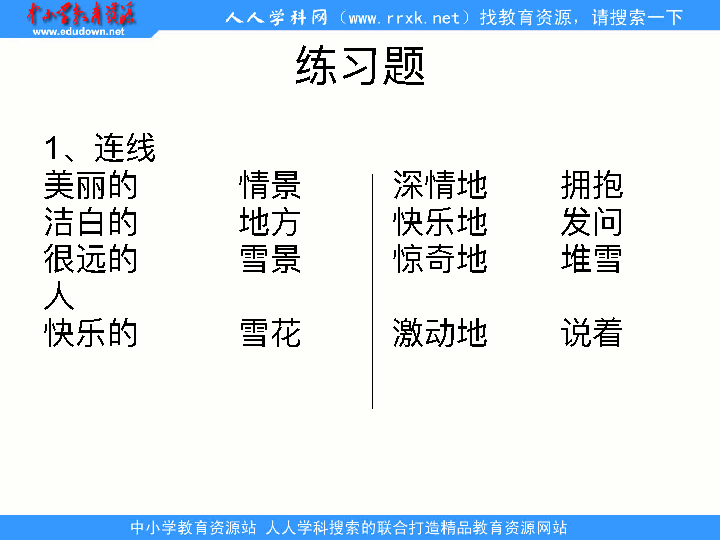 中小学教育资源
www.edudown.net
人人学科网（www.rrxk.net）找教育资源，请搜索一下
练习题
1、连线
美丽的 情景 深情地 拥抱
洁白的 地方 快乐地 发问
很远的 雪景 惊奇地 堆雪
人
快乐的 雪花 激动地 说着
中小学教育资源站 人人学科搜索的联合打造精品教育资源网站